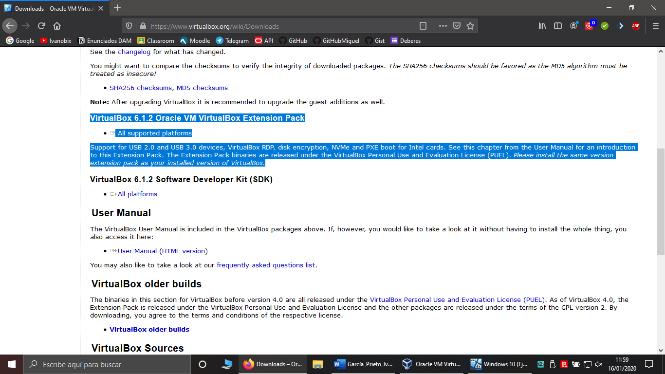 Downloads – Oracle VM VirtualB
https://www.virtualbox.org/wiki/Downloads
Google Ivanobix Enunciados DAM Classroom Moodle Telegram API GitHub GitHubMiqued Gist Deberes
See the changelog for what has changed.
You might want to compare the checksums to verify the integrity of downloaded packages. The SHA256 checksums should be favored as the MD5 algorithm must be
treated as insecure!
• SHA256 checksums, MD5 checksums
Note: After upgrading VirtualBox it is recommended to upgrade the guest additions as well.
VirtualBox 6.1.2 Oracle VM VirtualBox Extension Pack
• All supported platforms
Support for USB 2.0 and USB 3.0 devices, VirtualBox RDP, disk encryption, NVMe and PXE boot for Intel cards. See this chapter from the User Manual for an introduction
to this Extension Pack. The Extension Pack binaries are released under the VirtualBox Personal Use and Evaluation License (PUEL). Please install the same version
extension pack as your installed version of VirtualBox.
VirtualBox 6.1.2 Software Developer Kit (SDK)
• All platforms
User Manual
The VirtualBox User Manual is included in the VirtualBox packages above. If, however, you would like to take a look at it without having to install the whole thing, you
also access it here:
• User Manual (HTML version)
You may also like to take a look at our frequently asked questions list.
VirtualBox older builds
The binaries in this section for VirtualBox before version 4.0 are all released under the VirtualBox Personal Use and Evaluation License (PUEL). As of VirtualBox 4.0, the
Extension Pack is released under the VirtualBox Personal Use and Evaluation License and the other packages are released under the terms of the GPL version 2. By
downloading, you agree to the terms and conditions of the respective license.
• VirtualBox older builds
VirtualBox Sources
Escribe aquí para buscar
Downloads – Or...
García_Prieto_Iv...
Oracle VM Virtu...
Windows 10 (E...
11:59
16/01/2020